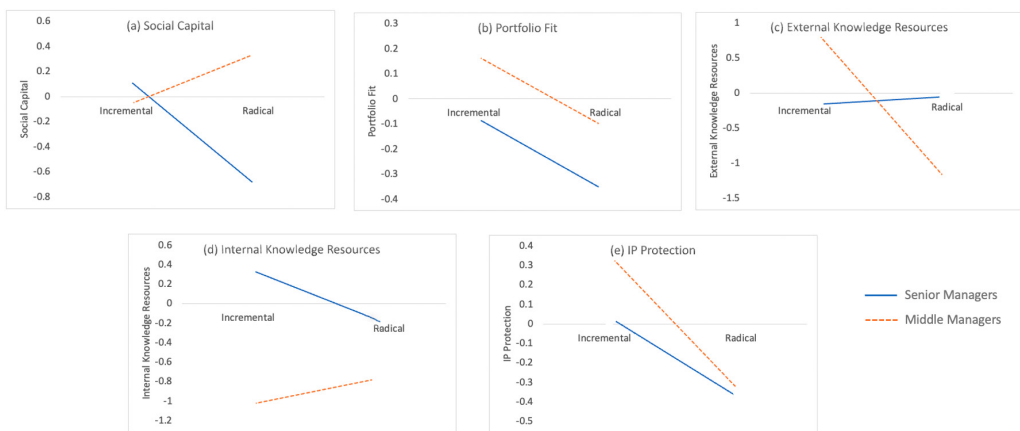 (a) Social Capital
0.6
0.4
0.2
0
-0.2
-0.4
-0.6
-0.8
Social Capital
Incremental
Radical
(b) Portfolio Fit
0.3
0.2
0.1
0
-0.1
-0.2
-0.3
-0.4
Portfolio Fit
Incremental
Radical
(c) External Knowledge Resources
1
0.5
0
-0.5
-1
-1.5
External Knowledge Resources
Incremental
Radical
(d) Internal Knowledge Resources
0.6
0.4
0.2
0
-0.2
-0.4
-0.6
-0.8
-1
-1.2
Internal Knowledge Resources
Incremental
Radical
(e) IP Protection
0.4
0.3
0.2
0.1
0
-0.1
-0.2
-0.3
-0.4
-0.5
IP Protection
Incremental
Radical
Senior Managers
Middle Managers